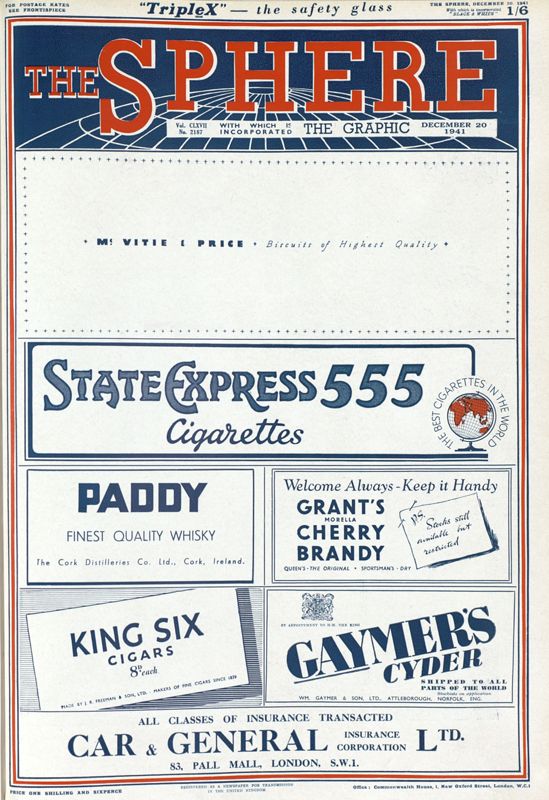 FOR POSTAGE RATES
SEE FRONTISPIECE
"TripleX" — the safety glass
THE SPHERE, DECEMBER 20, 1941
With which is incorporated
"BLACK & WHITE"
1/6
THE SPHERE
Vol. CLXVII
No. 2187
WITH WHICH IS
INCORPORATED
THE GRAPHIC
DECEMBER 20
1941
MC VITIE & PRICE + Biscuits of Highest Quality
STATE EXPRESS 555
Cigarettes
THE BEST CIGARETTES IN THE WORLD
PADDY
FINEST QUALITY WHISKY
The Cork Distilleries Co. Ltd., Cork, Ireland.
Welcome Always - Keep it Handy
GRANT'S
MORELLA
CHERRY
BRANDY
QUEEN'S - THE ORIGINAL • SPORTSMAN'S - DRY
P.S.
Stocks still
available but
restricted
KING SIX
CIGARS
8D each
MADE BY J. R. FREEMAN & SON, LTD. - MAKERS OF FINE CIGARS SINCE 1839
BY APPOINTMENT TO H.M. THE KING
GAYMER'S
CYDER
SHIPPED TO ALL
PARTS OF THE WORLD
Stockists on application.
WM. GAYMER & SON, LTD., ATTLEBOROUGH, NORFOLK, ENG.
ALL CLASSES OF INSURANCE TRANSACTED
CAR & GENERAL INSURANCE CORPORATION LTD.
83, PALL MALL, LONDON, S.W.1.
PRICE ONE SHILLING AND SIXPENCE
REGISTERED AS A NEWSPAPER FOR TRANSMISSION
IN THE UNITED KINGDOM
Office: Commonwealth House, 1, New Oxford Street, London, W.C.1